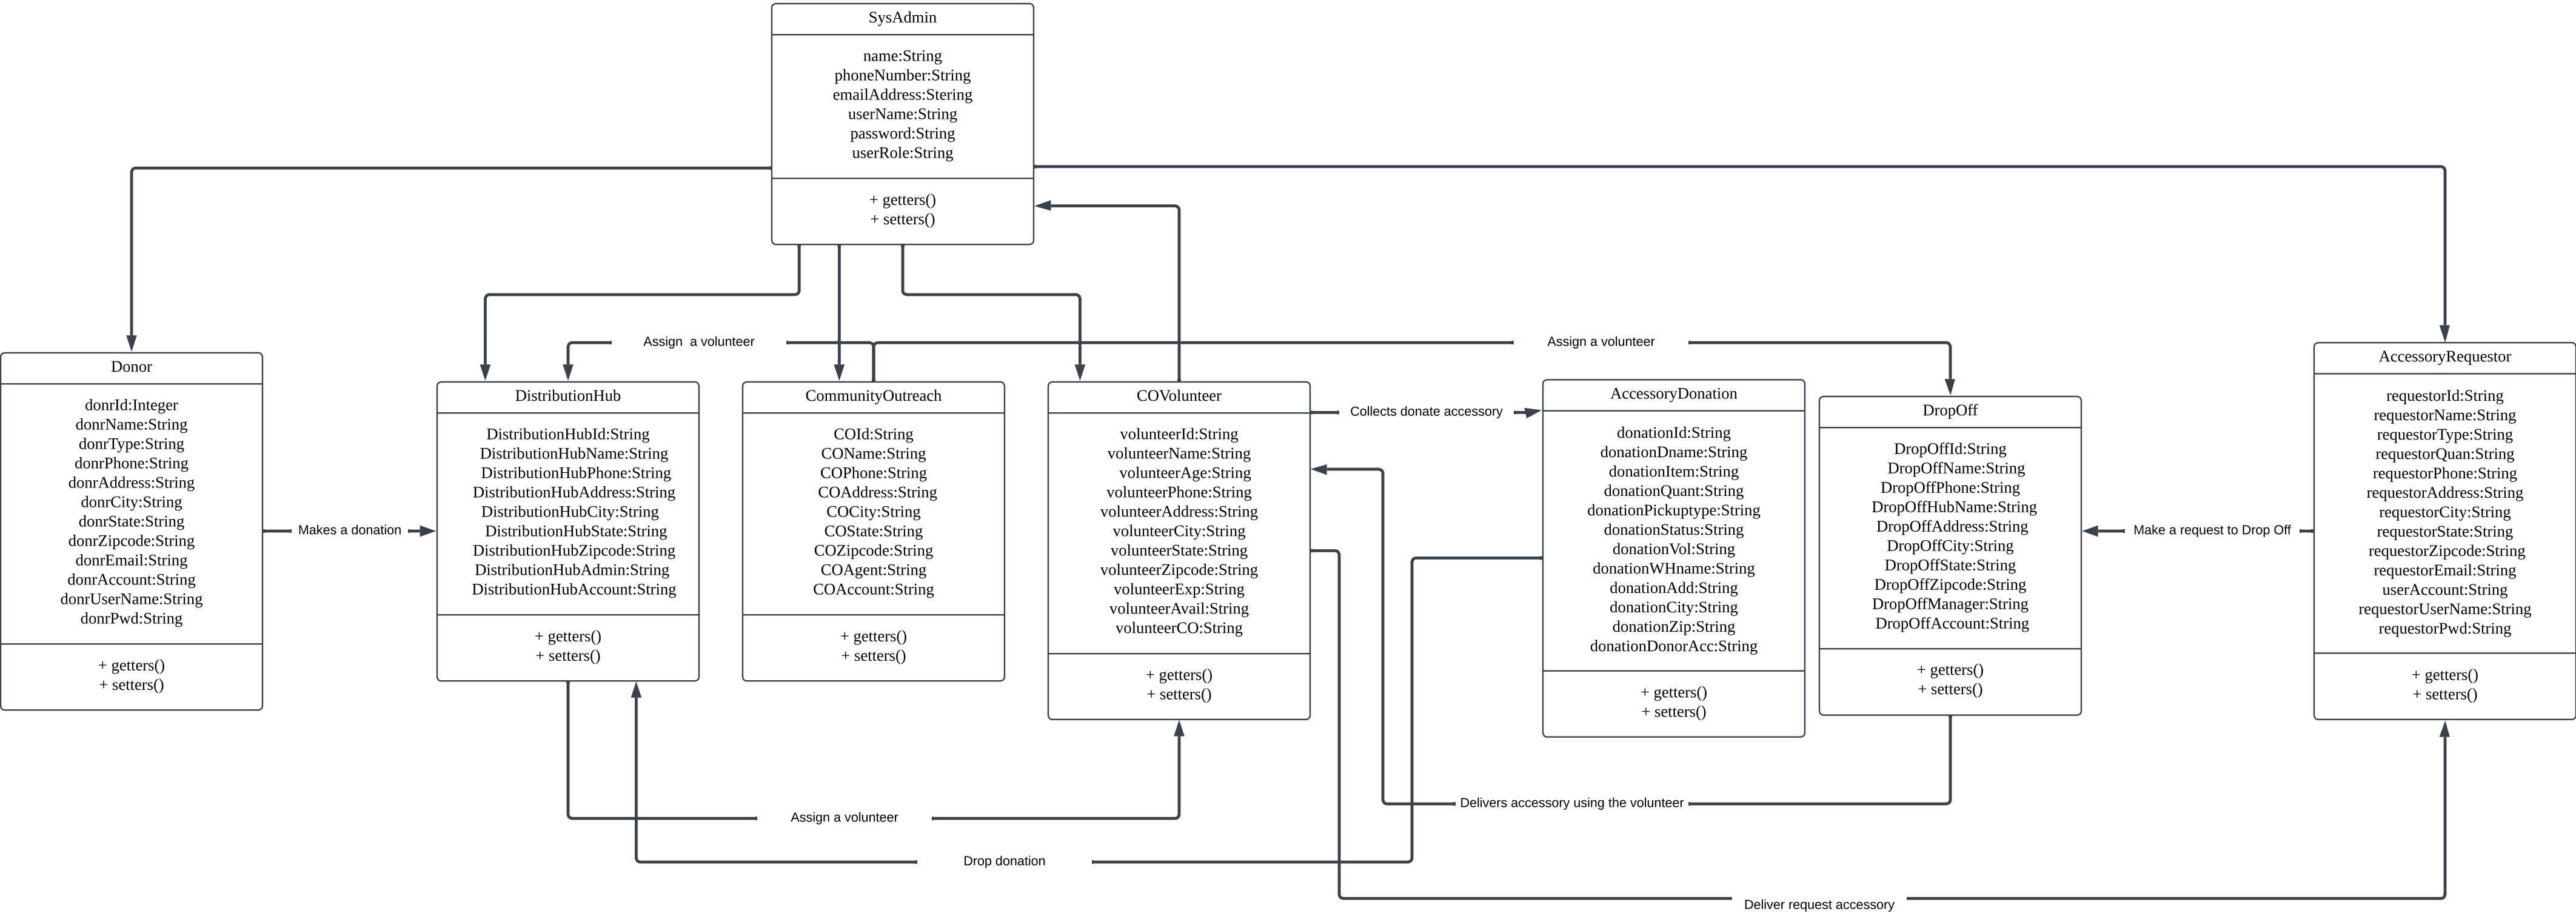 SysAdmin
name:String
phoneNumber:String
emailAddress:Stering
userName:String
password:String
userRole:String
+ getters()
+ setters()
Donor
donrId:Integer
donrName:String
donrType:String
donrPhone:String
donrAddress:String
donrCity:String
donrState:String
donrZipcode:String
donrEmail:String
donrAccount:String
donrUserName:String
donrPwd:String
+ getters()
+ setters()
Makes a donation
Assign a volunteer
DistributionHub
DistributionHubId:String
DistributionHubName:String
DistributionHubPhone:String
DistributionHubAddress:String
DistributionHubCity:String
DistributionHubState:String
DistributionHubZipcode:String
DistributionHubAdmin:String
DistributionHubAccount:String
+ getters()
+ setters()
CommunityOutreach
COId:String
COName:String
COPhone:String
COAddress:String
COCity:String
COState:String
COZipcode:String
COAgent:String
COAccount:String
+ getters()
+ setters()
COVolunteer
volunteerId:String
volunteerName:String
volunteerAge:String
volunteerPhone:String
volunteerAddress:String
volunteerCity:String
volunteerState:String
volunteerZipcode:String
volunteerExp:String
volunteerAvail:String
volunteerCO:String
+ getters()
+ setters()
Collects donate accessory
Assign a volunteer
AccessoryDonation
donationId:String
donationDname:String
donationItem:String
donationQuant:String
donationPickuptype:String
donationStatus:String
donationVol:String
donationWHname:String
donationAdd:String
donationCity:String
donationZip:String
donationDonorAcc:String
+ getters()
+ setters()
DropOff
DropOffId:String
DropOffName:String
DropOffPhone:String
DropOffHubName:String
DropOffAddress:String
DropOffCity:String
DropOffState:String
DropOffZipcode:String
DropOffManager:String
DropOffAccount:String
+ getters()
+ setters()
Make a request to Drop Off
AccessoryRequestor
requestorId:String
requestorName:String
requestorType:String
requestorQuan:String
requestorPhone:String
requestorAddress:String
requestorCity:String
requestorState:String
requestorZipcode:String
requestorEmail:String
userAccount:String
requestorUserName:String
requestorPwd:String
+ getters()
+ setters()
Delivers accessory using the volunteer
Assign a volunteer
Drop donation
Deliver request accessory